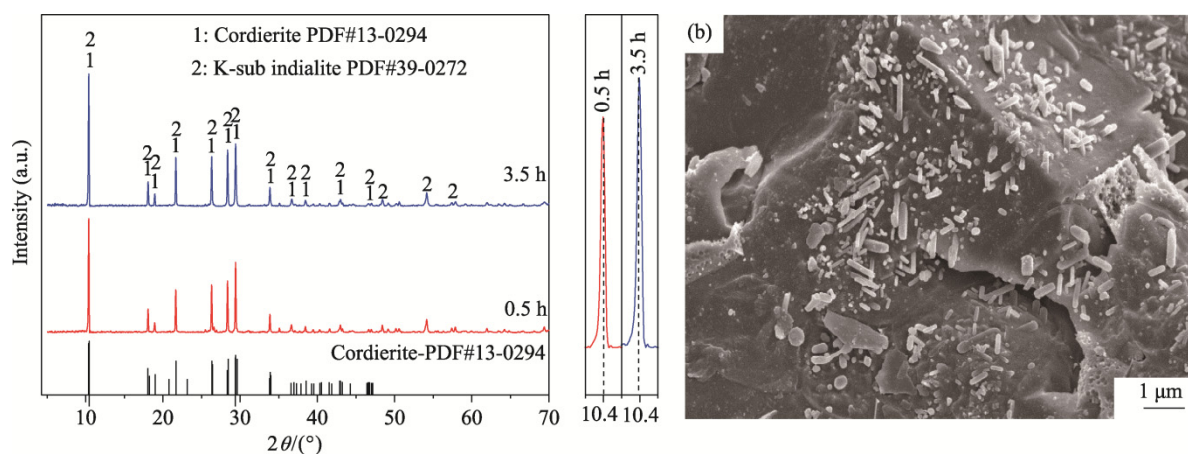 1: Cordierite PDF#13-0294
2: K-sub indialite PDF#39-0272
2
1
2
1
2
1
2
1
2
1
2
1
2
1
2
1
2
1
2
1
2
1
2
1
2
2
2
3.5 h
0.5 h
Cordierite-PDF#13-0294
Intensity (a.u.)
10 20 30 40 50 60 70
2θ/(°)
0.5 h
3.5 h
10.4 10.4
(b)
1 μm